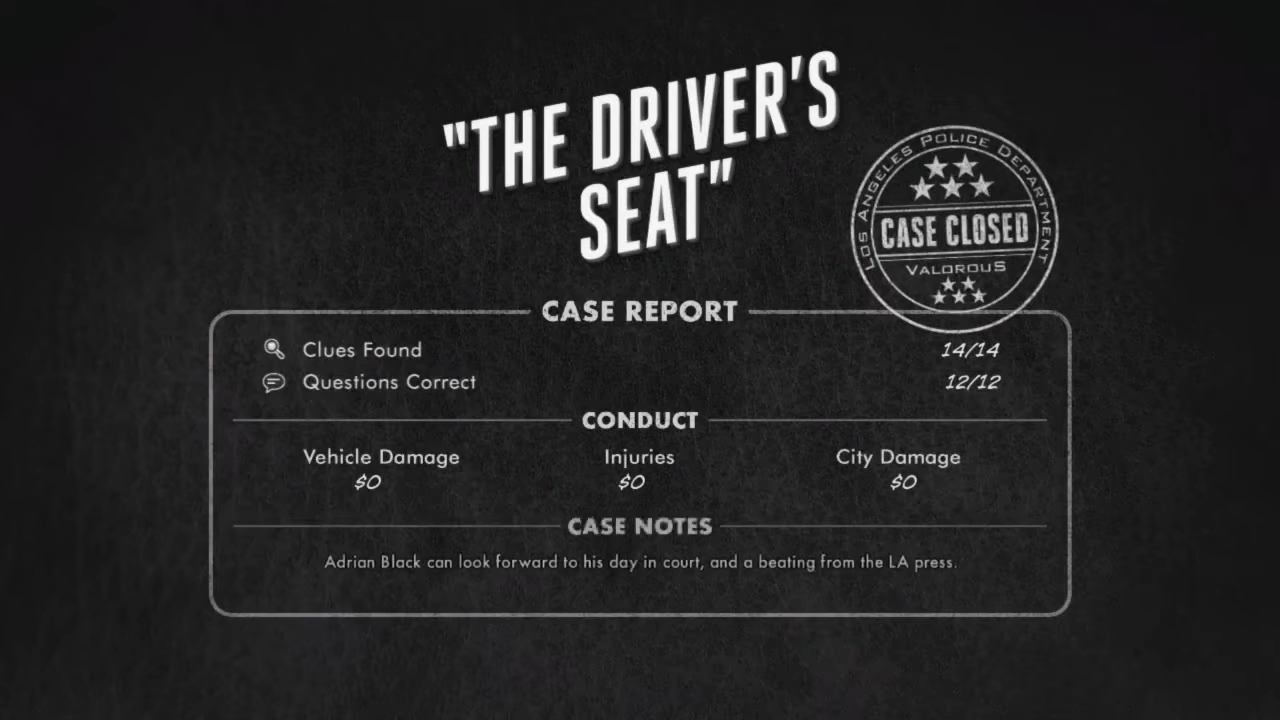 "THE DRIVER'S
SEAT"
LOS ANGELES POLICE DEPARTMENT
CASE CLOSED
VALOROUS
CASE REPORT
Clues Found 14/14
Questions Correct 12/12
CONDUCT
Vehicle Damage Injuries City Damage
$0 $0 $0
CASE NOTES
Adrian Black can look forward to his day in court, and a beating from the LA press.